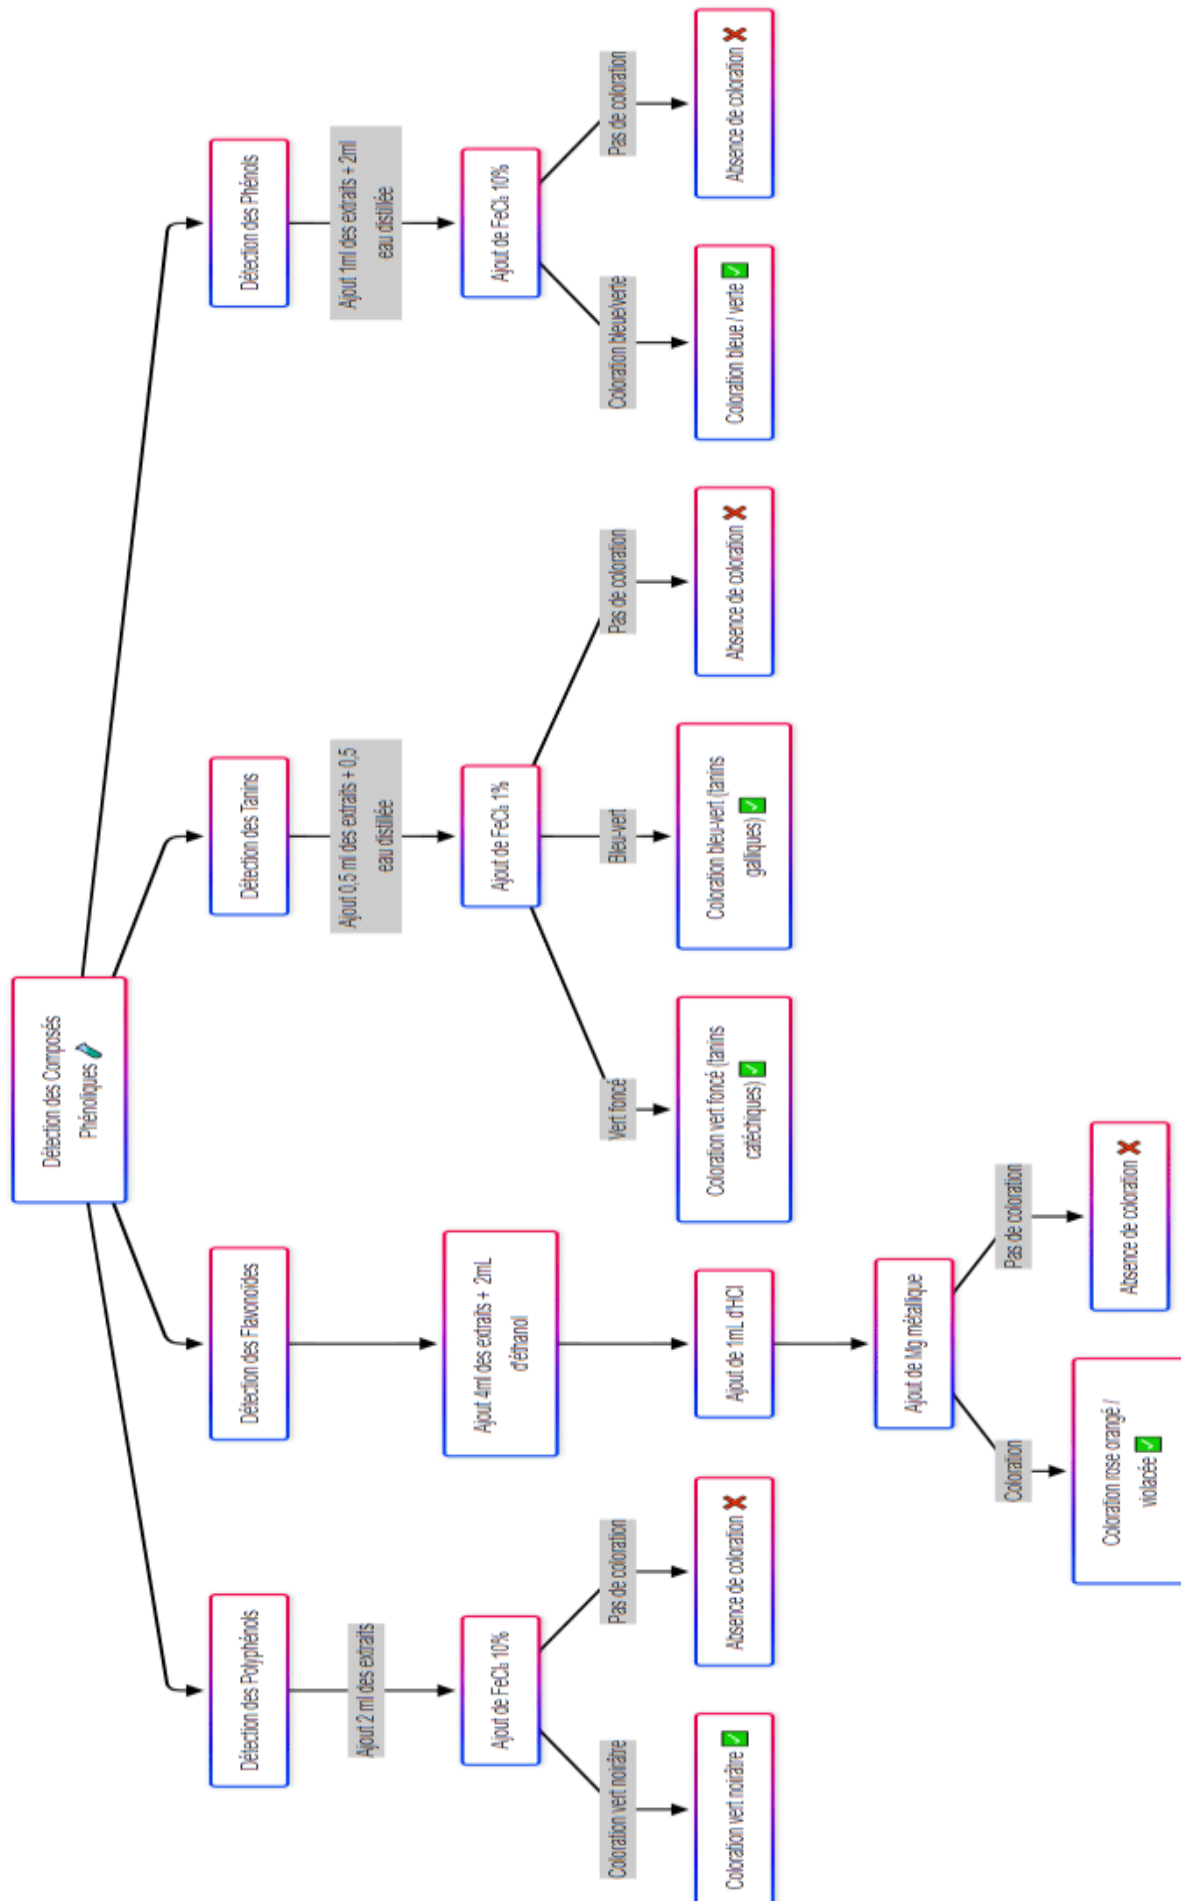 Détection des Composés
Phénoliques
Détection des Polyphénols
Ajout 2 ml des extraits
Ajout de FeCl₃ 10%
Coloration vert noirâtre
Coloration vert noirâtre
Pas de coloration
Absence de coloration
Détection des Flavonoïdes
Ajout 4ml des extraits + 2mL
d'éthanol
Ajout de 1mL d'HCl
Ajout de Mg métallique
Coloration
Coloration rose orangé /
violacée
Pas de coloration
Absence de coloration
Détection des Tanins
Ajout 0,5 ml des extraits + 0,5
eau distillée
Ajout de FeCl₃ 1%
Vert foncé
Coloration vert foncé (tanins
catéchiques)
Bleu-vert
Coloration bleu-vert (tanins
galliques)
Pas de coloration
Absence de coloration
Détection des Phénols
Ajout 1ml des extraits + 2ml
eau distillée
Ajout de FeCl₃ 10%
Coloration bleue/verte
Coloration bleue / verte
Pas de coloration
Absence de coloration